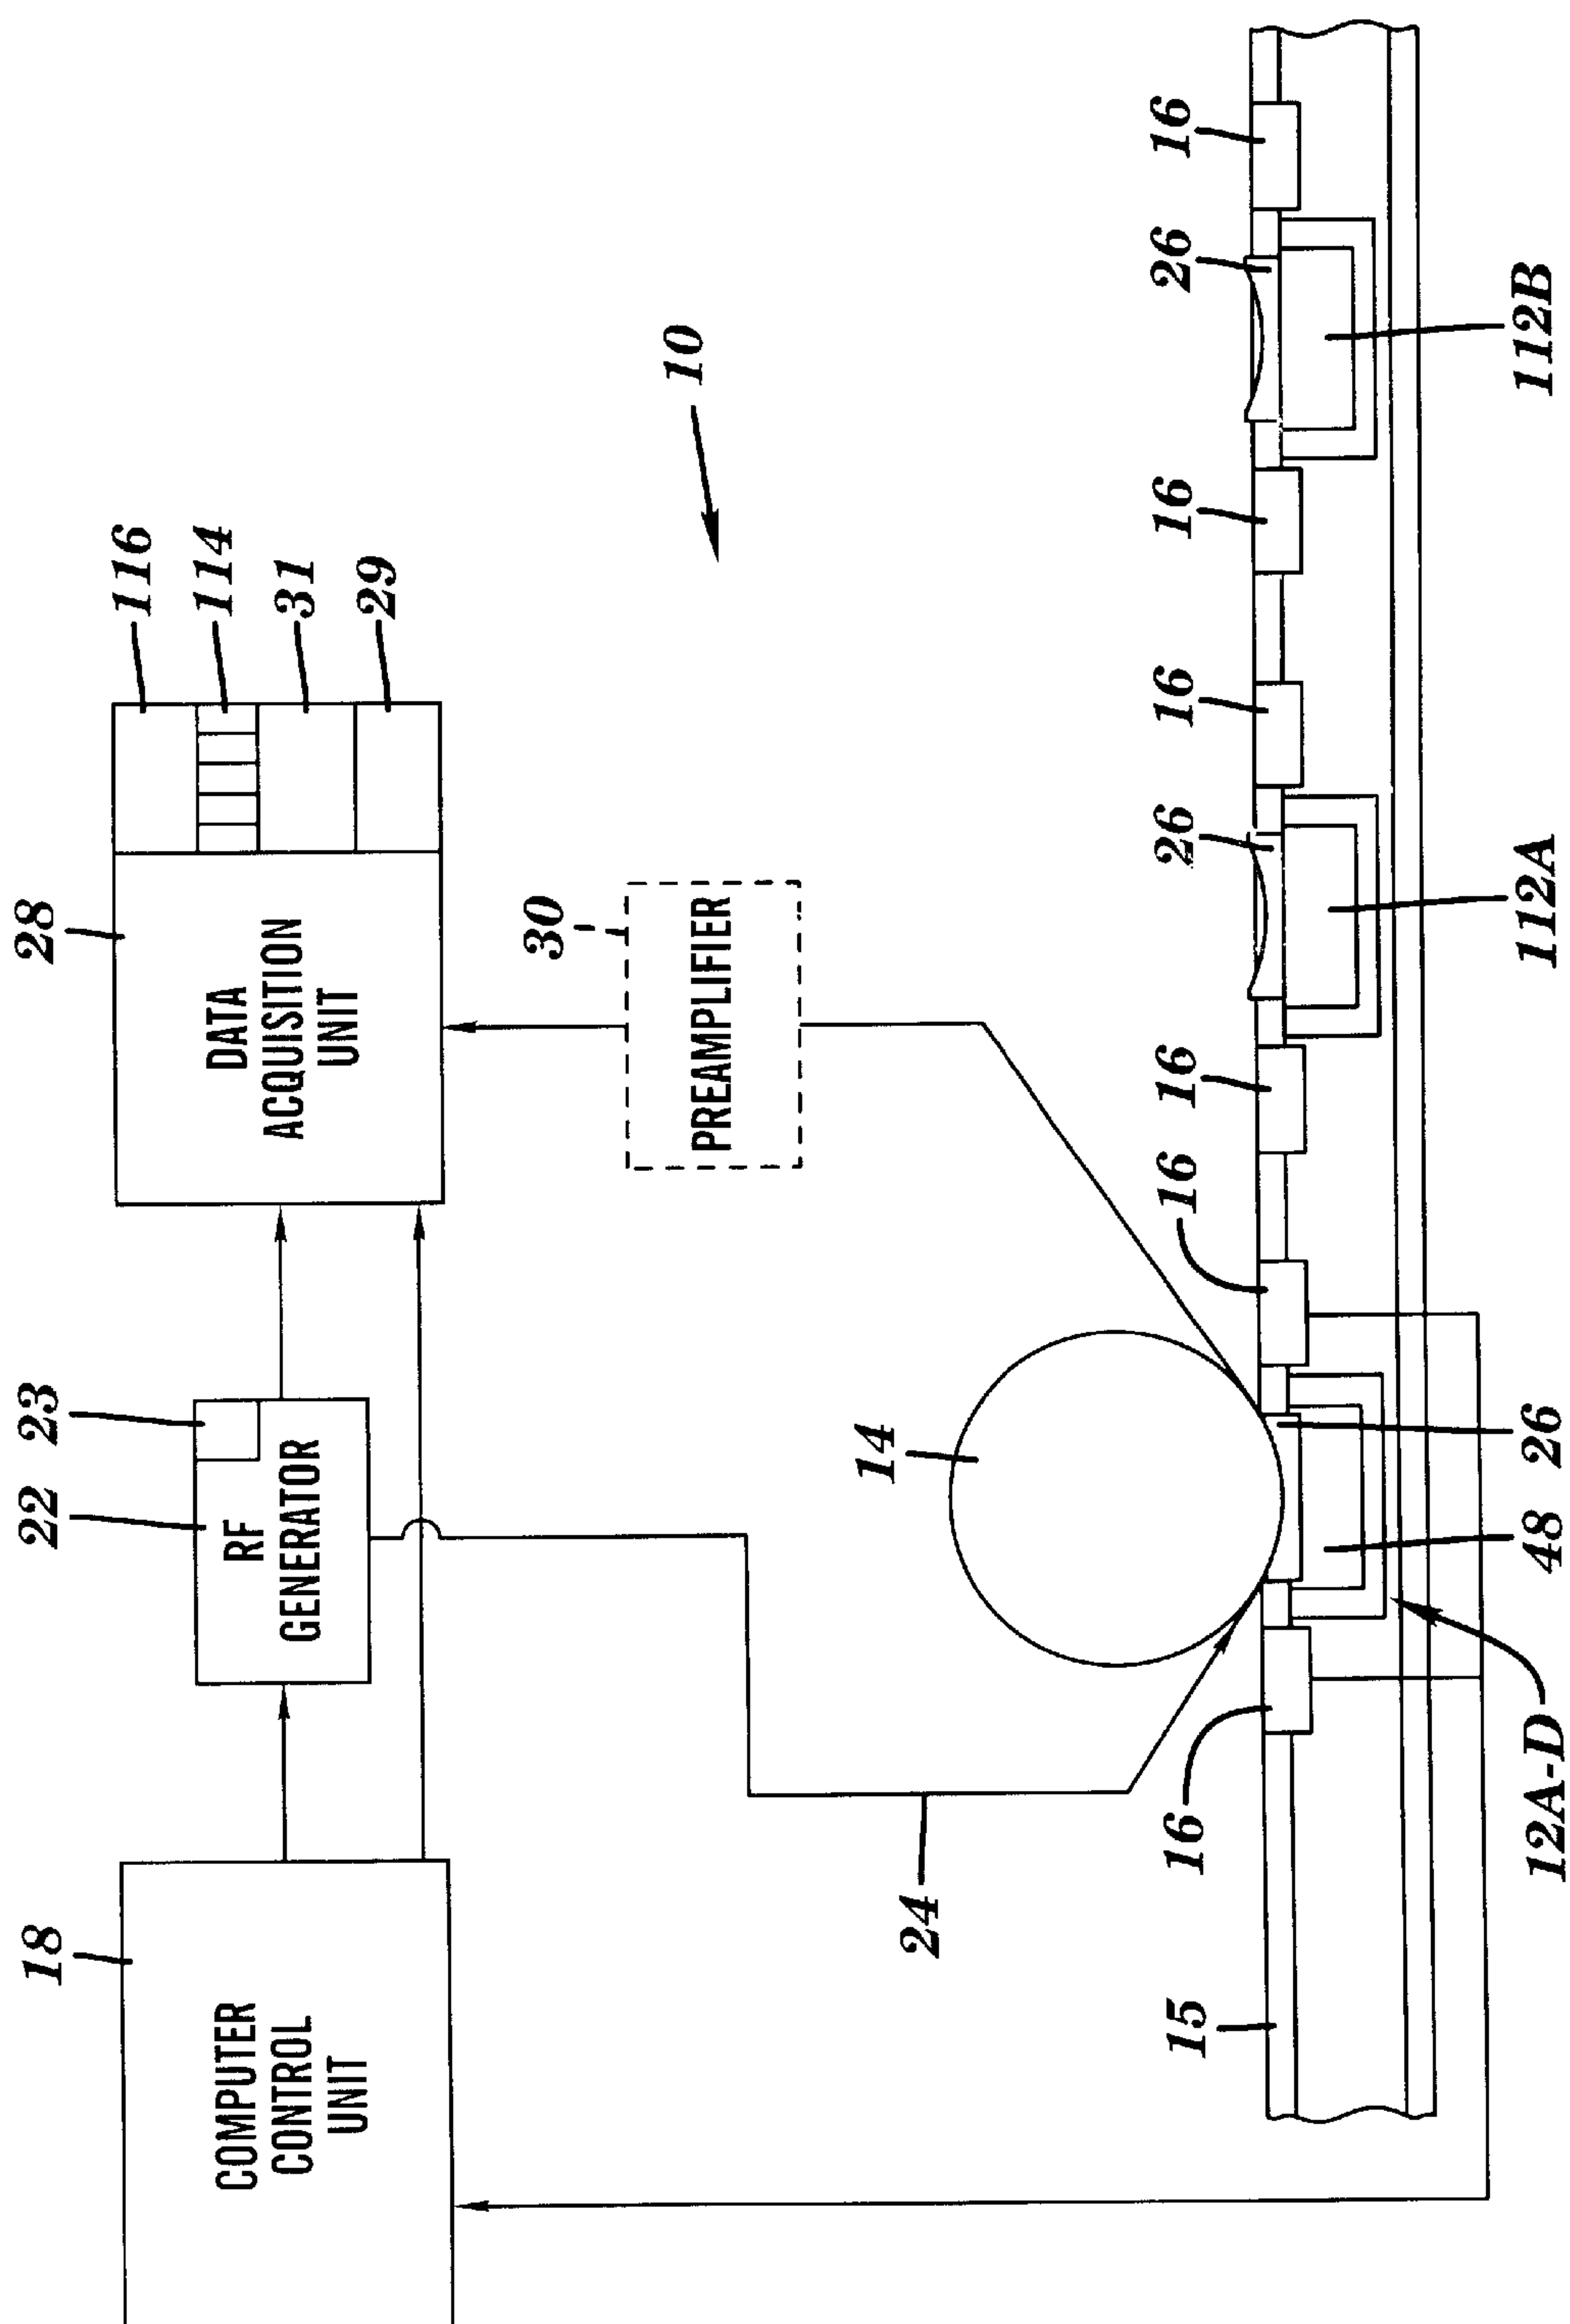 18
COMPUTER
CONTROL
UNIT
22
23
RF
GENERATOR
28
DATA
ACQUISITION
UNIT
116
114
31
29
30
PREAMPLIFIER
10
24
14
15
16
16
16
26
16
16
26
16
12A-D
48
26
112A
112B